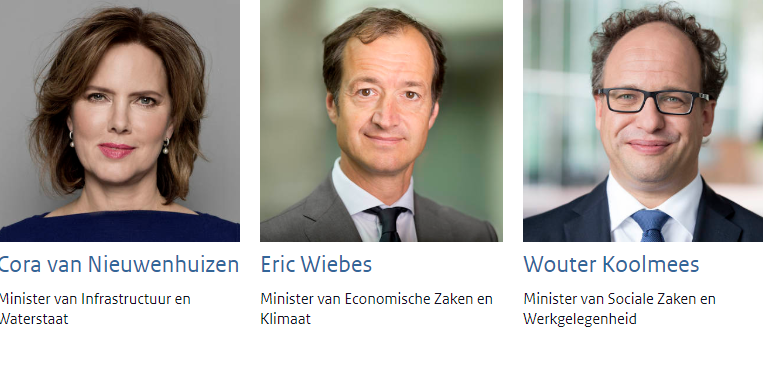 Cora van Nieuwenhuizen
Minister van Infrastructuur en
Waterstaat
Eric Wiebes
Minister van Economische Zaken en
Klimaat
Wouter Koolmees
Minister van Sociale Zaken en
Werkgelegenheid